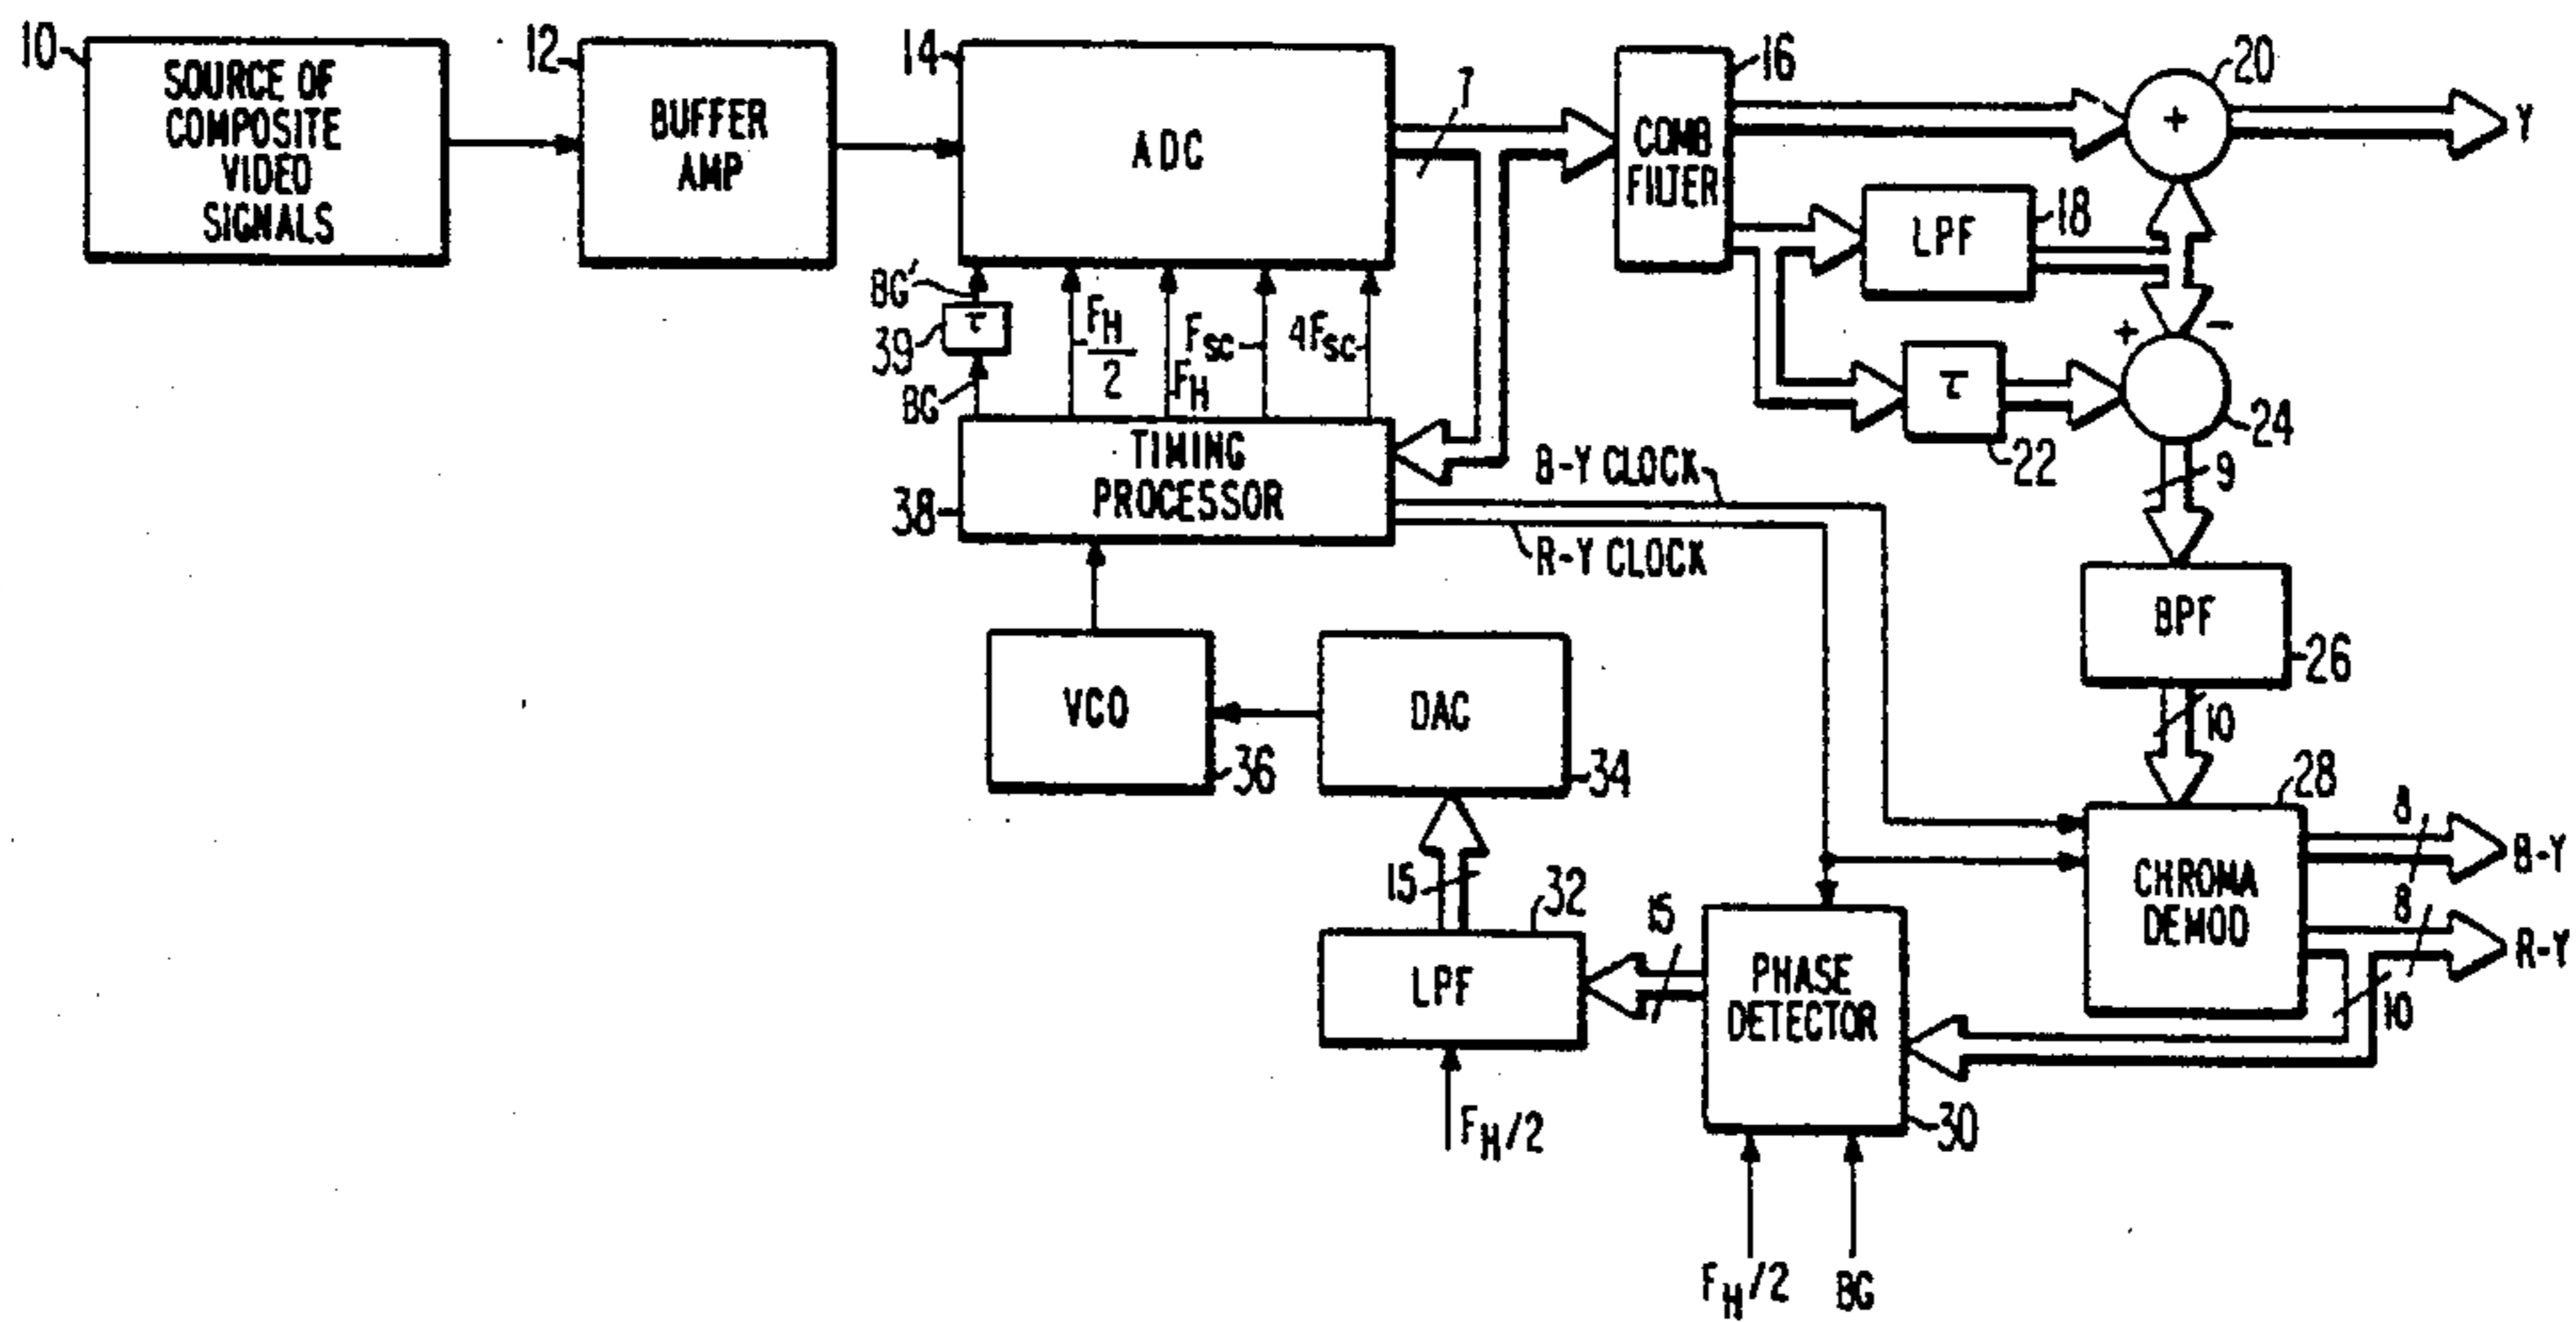 10
SOURCE OF
COMPOSITE
VIDEO
SIGNALS
12
BUFFER
AMP
14
ADC
7
16
COMB
FILTER
20
+
Y
LPF
18
BG'
τ
39
BG
F_H/2
F_H
F_SC
4F_SC
+
−
τ
22
24
9
TIMING
PROCESSOR
38
B-Y CLOCK
R-Y CLOCK
BPF
26
10
VCO
36
DAC
34
28
CHROMA
DEMOD
8
B-Y
8
R-Y
10
15
32
LPF
15
PHASE
DETECTOR
30
F_H/2
F_H/2
BG